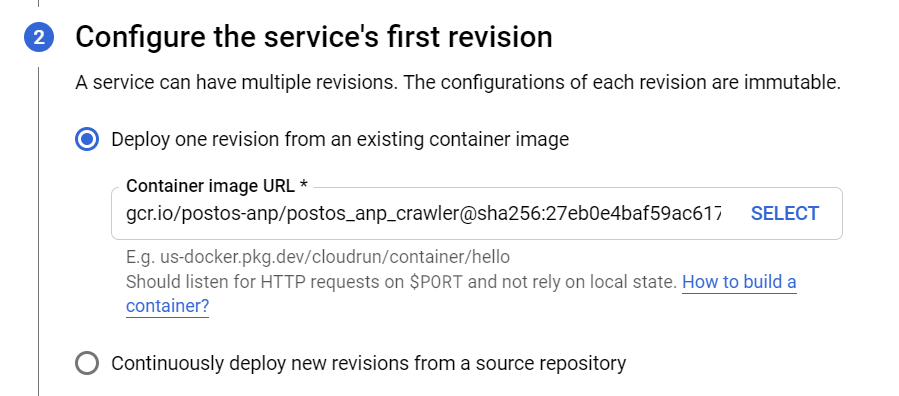 2 Configure the service's first revision
A service can have multiple revisions. The configurations of each revision are immutable.
Deploy one revision from an existing container image
Container image URL *
gcr.io/postos-anp/postos_anp_crawler@sha256:27eb0e4baf59ac617 SELECT
E.g. us-docker.pkg.dev/cloudrun/container/hello
Should listen for HTTP requests on $PORT and not rely on local state. How to build a
container?
Continuously deploy new revisions from a source repository